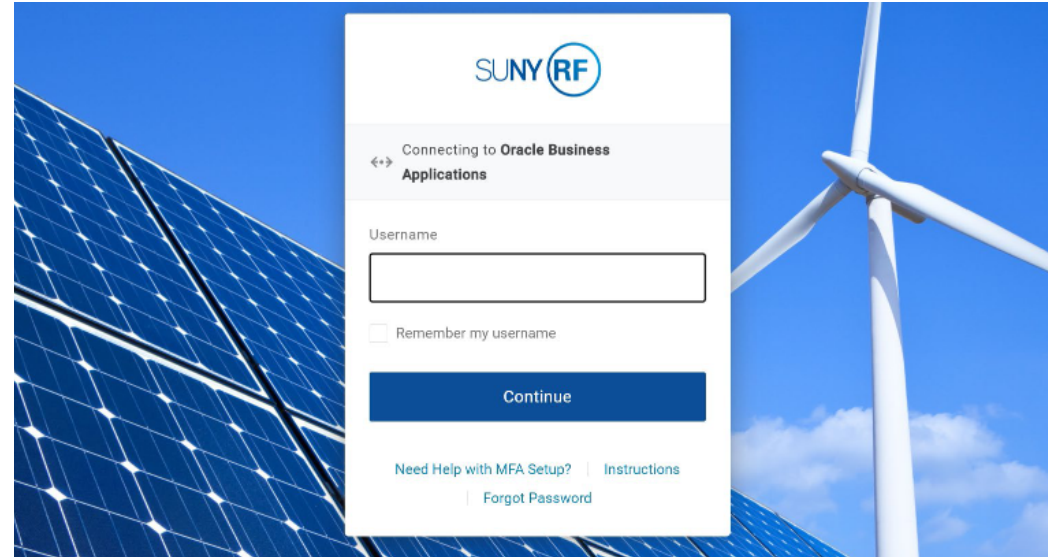 SUNY RF
Connecting to Oracle Business
Applications
Username
Remember my username
Continue
Need Help with MFA Setup? Instructions
Forgot Password